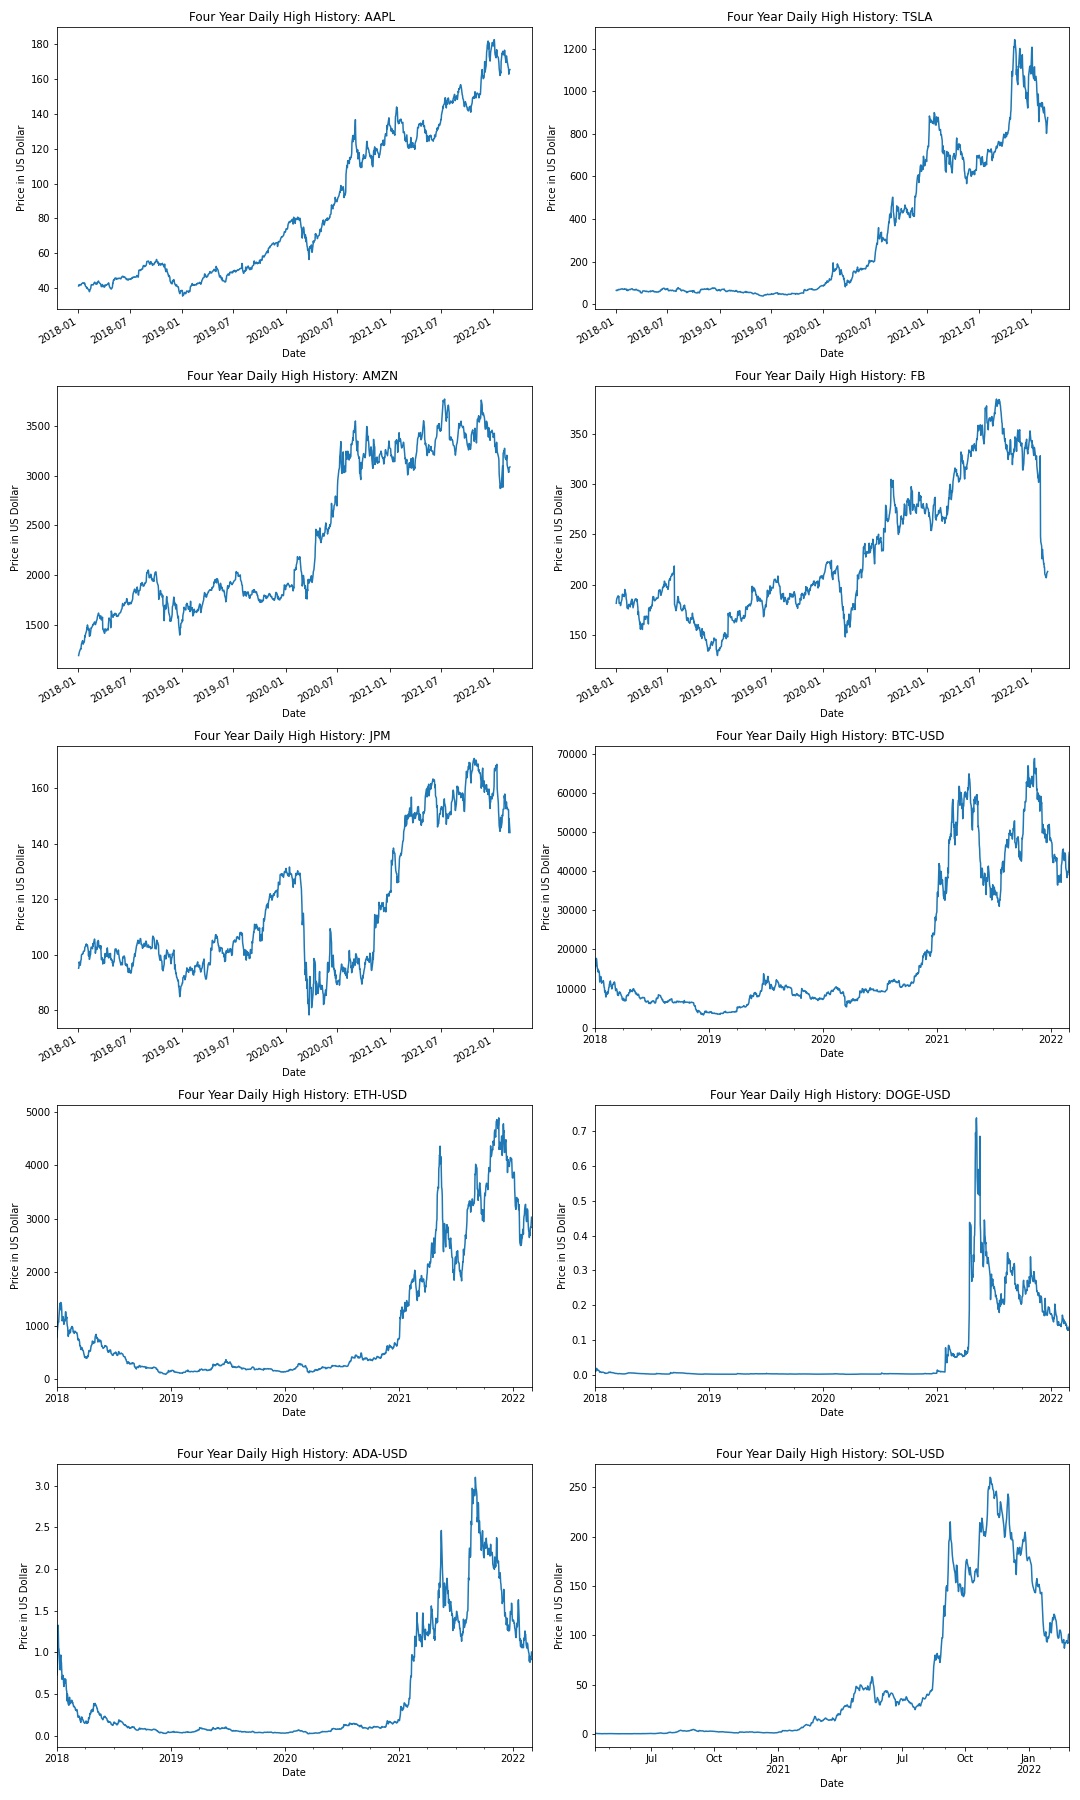 Four Year Daily High History: AAPL
Price in US Dollar
180
160
140
120
100
80
60
40
2018-01 2018-07 2019-01 2019-07 2020-01 2020-07 2021-01 2021-07 2022-01
Date
Four Year Daily High History: TSLA
Price in US Dollar
1200
1000
800
600
400
200
0
2018-01 2018-07 2019-01 2019-07 2020-01 2020-07 2021-01 2021-07 2022-01
Date
Four Year Daily High History: AMZN
Price in US Dollar
3500
3000
2500
2000
1500
2018-01 2018-07 2019-01 2019-07 2020-01 2020-07 2021-01 2021-07 2022-01
Date
Four Year Daily High History: FB
Price in US Dollar
350
300
250
200
150
2018-01 2018-07 2019-01 2019-07 2020-01 2020-07 2021-01 2021-07 2022-01
Date
Four Year Daily High History: JPM
Price in US Dollar
160
140
120
100
80
2018-01 2018-07 2019-01 2019-07 2020-01 2020-07 2021-01 2021-07 2022-01
Date
Four Year Daily High History: BTC-USD
Price in US Dollar
70000
60000
50000
40000
30000
20000
10000
0
2018 2019 2020 2021 2022
Date
Four Year Daily High History: ETH-USD
Price in US Dollar
5000
4000
3000
2000
1000
0
2018 2019 2020 2021 2022
Date
Four Year Daily High History: DOGE-USD
Price in US Dollar
0.7
0.6
0.5
0.4
0.3
0.2
0.1
0.0
2018 2019 2020 2021 2022
Date
Four Year Daily High History: ADA-USD
Price in US Dollar
3.0
2.5
2.0
1.5
1.0
0.5
0.0
2018 2019 2020 2021 2022
Date
Four Year Daily High History: SOL-USD
Price in US Dollar
250
200
150
100
50
0
Jul Oct Jan Apr Jul Oct Jan
2021 2022
Date